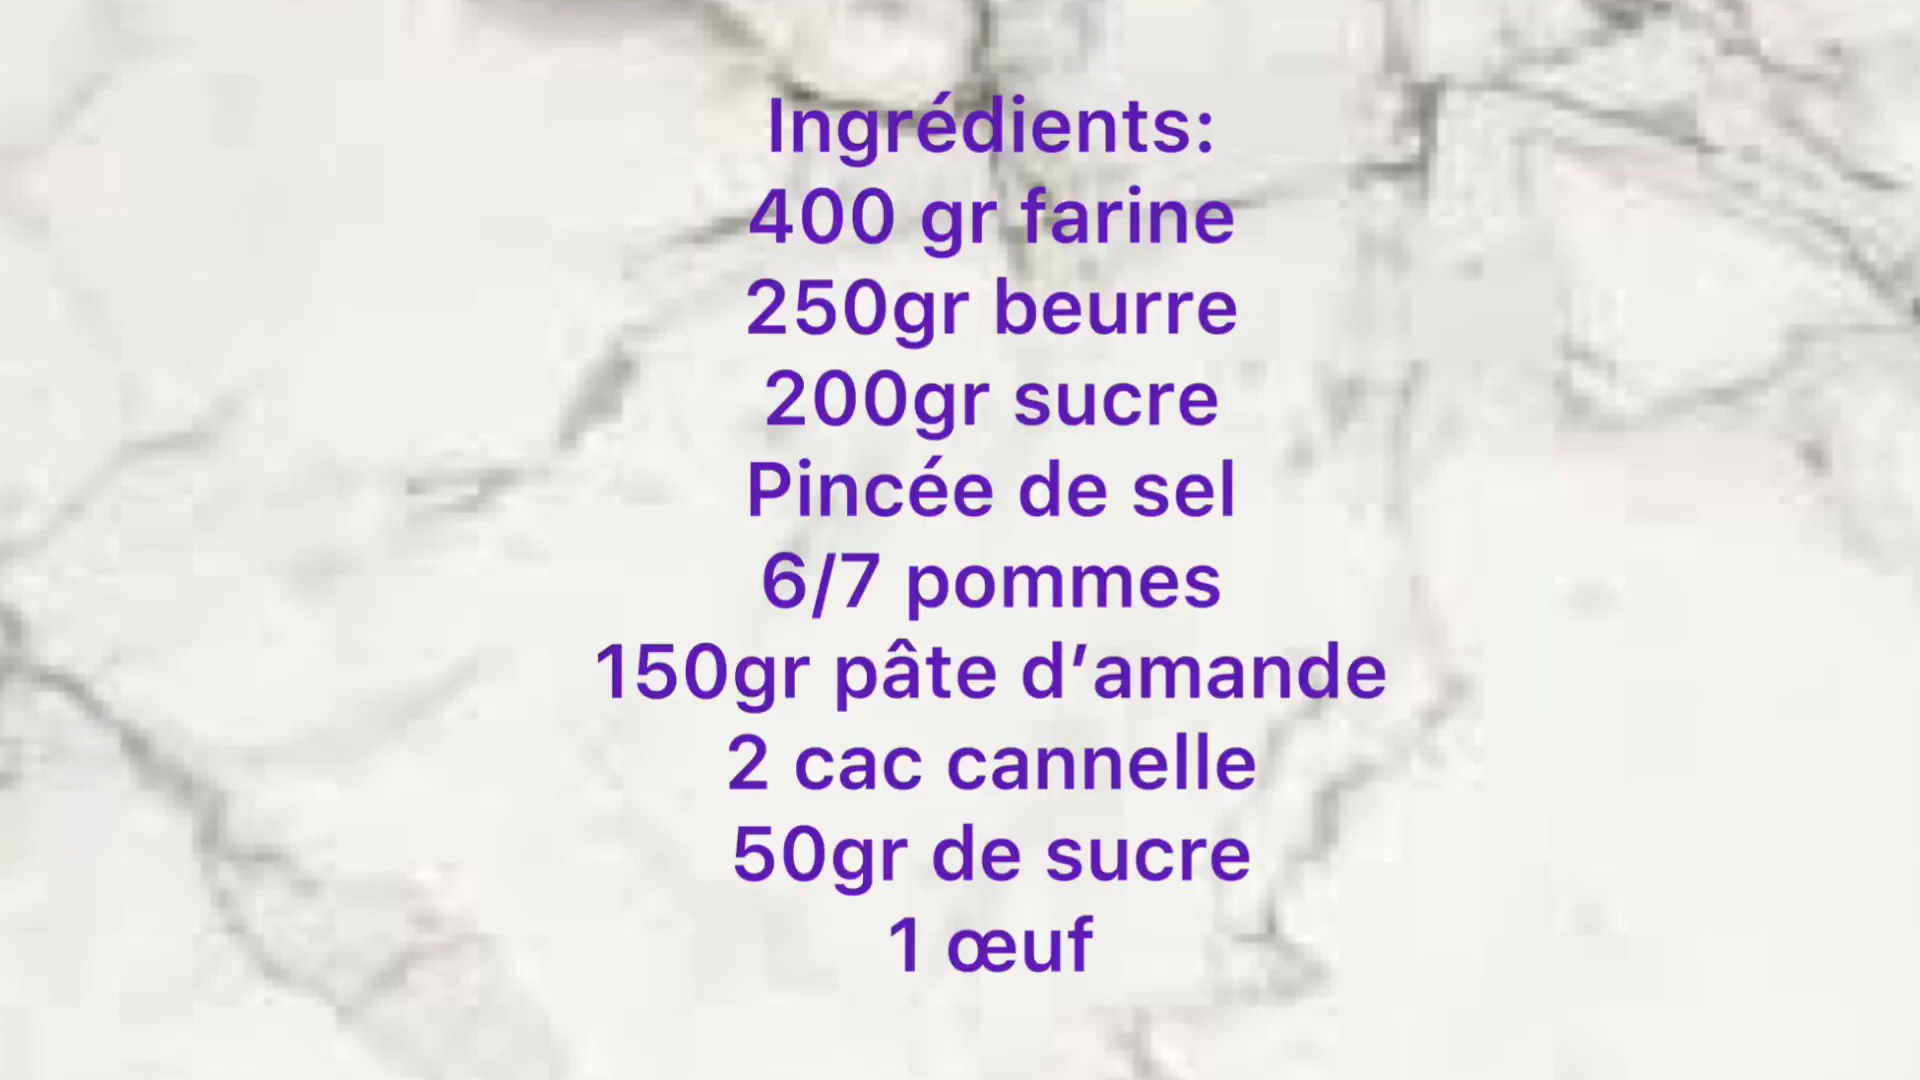 Ingrédients:
400 gr farine
250gr beurre
200gr sucre
Pincée de sel
6/7 pommes
150gr pâte d’amande
2 cac cannelle
50gr de sucre
1 œuf